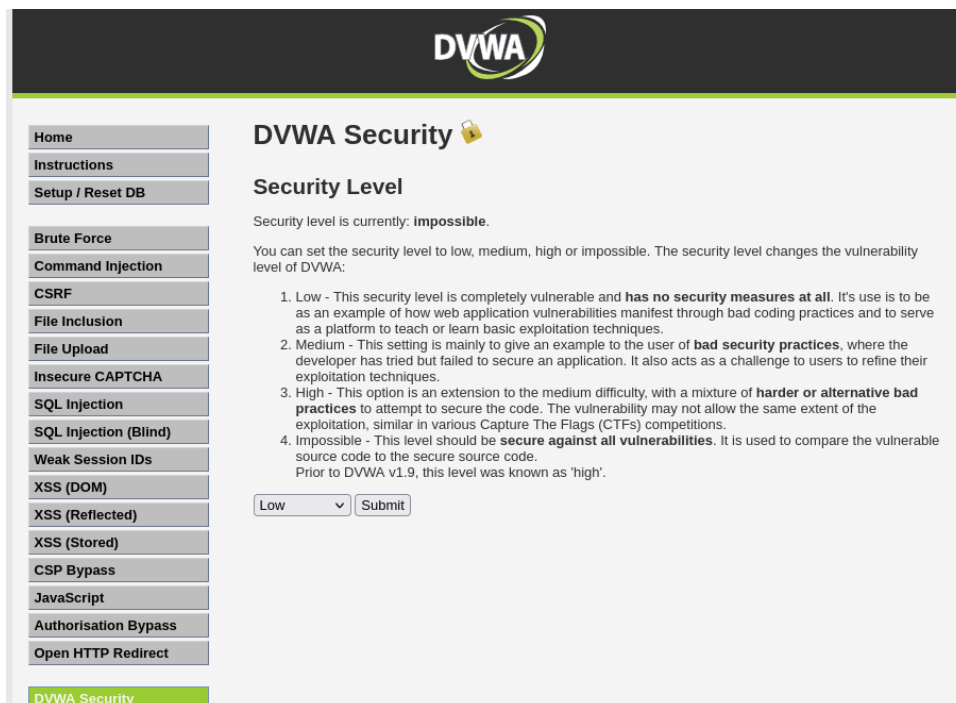 DVWA
Home
Instructions
Setup / Reset DB
Brute Force
Command Injection
CSRF
File Inclusion
File Upload
Insecure CAPTCHA
SQL Injection
SQL Injection (Blind)
Weak Session IDs
XSS (DOM)
XSS (Reflected)
XSS (Stored)
CSP Bypass
JavaScript
Authorisation Bypass
Open HTTP Redirect
DVWA Security
DVWA Security
Security Level
Security level is currently: impossible.
You can set the security level to low, medium, high or impossible. The security level changes the vulnerability
level of DVWA:
1. Low - This security level is completely vulnerable and has no security measures at all. It's use is to be
as an example of how web application vulnerabilities manifest through bad coding practices and to serve
as a platform to teach or learn basic exploitation techniques.
2. Medium - This setting is mainly to give an example to the user of bad security practices, where the
developer has tried but failed to secure an application. It also acts as a challenge to users to refine their
exploitation techniques.
3. High - This option is an extension to the medium difficulty, with a mixture of harder or alternative bad
practices to attempt to secure the code. The vulnerability may not allow the same extent of the
exploitation, similar in various Capture The Flags (CTFs) competitions.
4. Impossible - This level should be secure against all vulnerabilities. It is used to compare the vulnerable
source code to the secure source code.
Prior to DVWA v1.9, this level was known as 'high'.
Low Submit